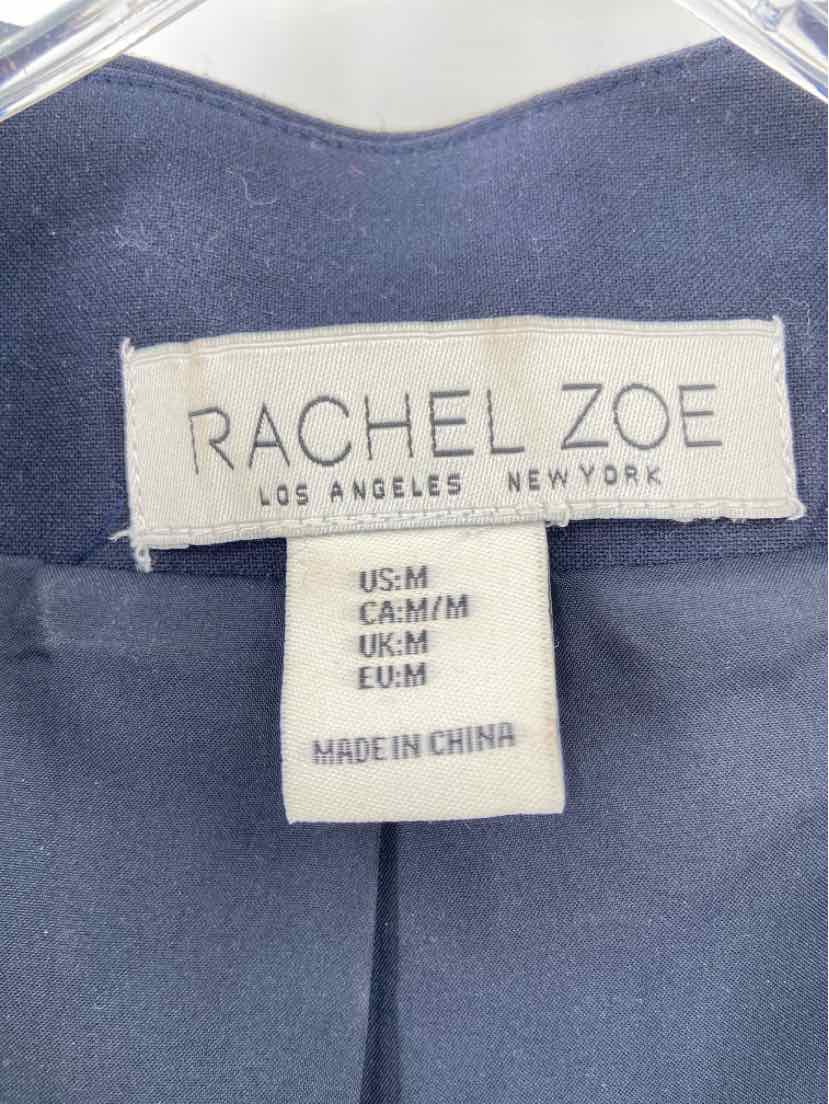 RACHEL ZOE
LOS ANGELES NEW YORK
US:M
CA:M/M
UK:M
EU:M
MADE IN CHINA